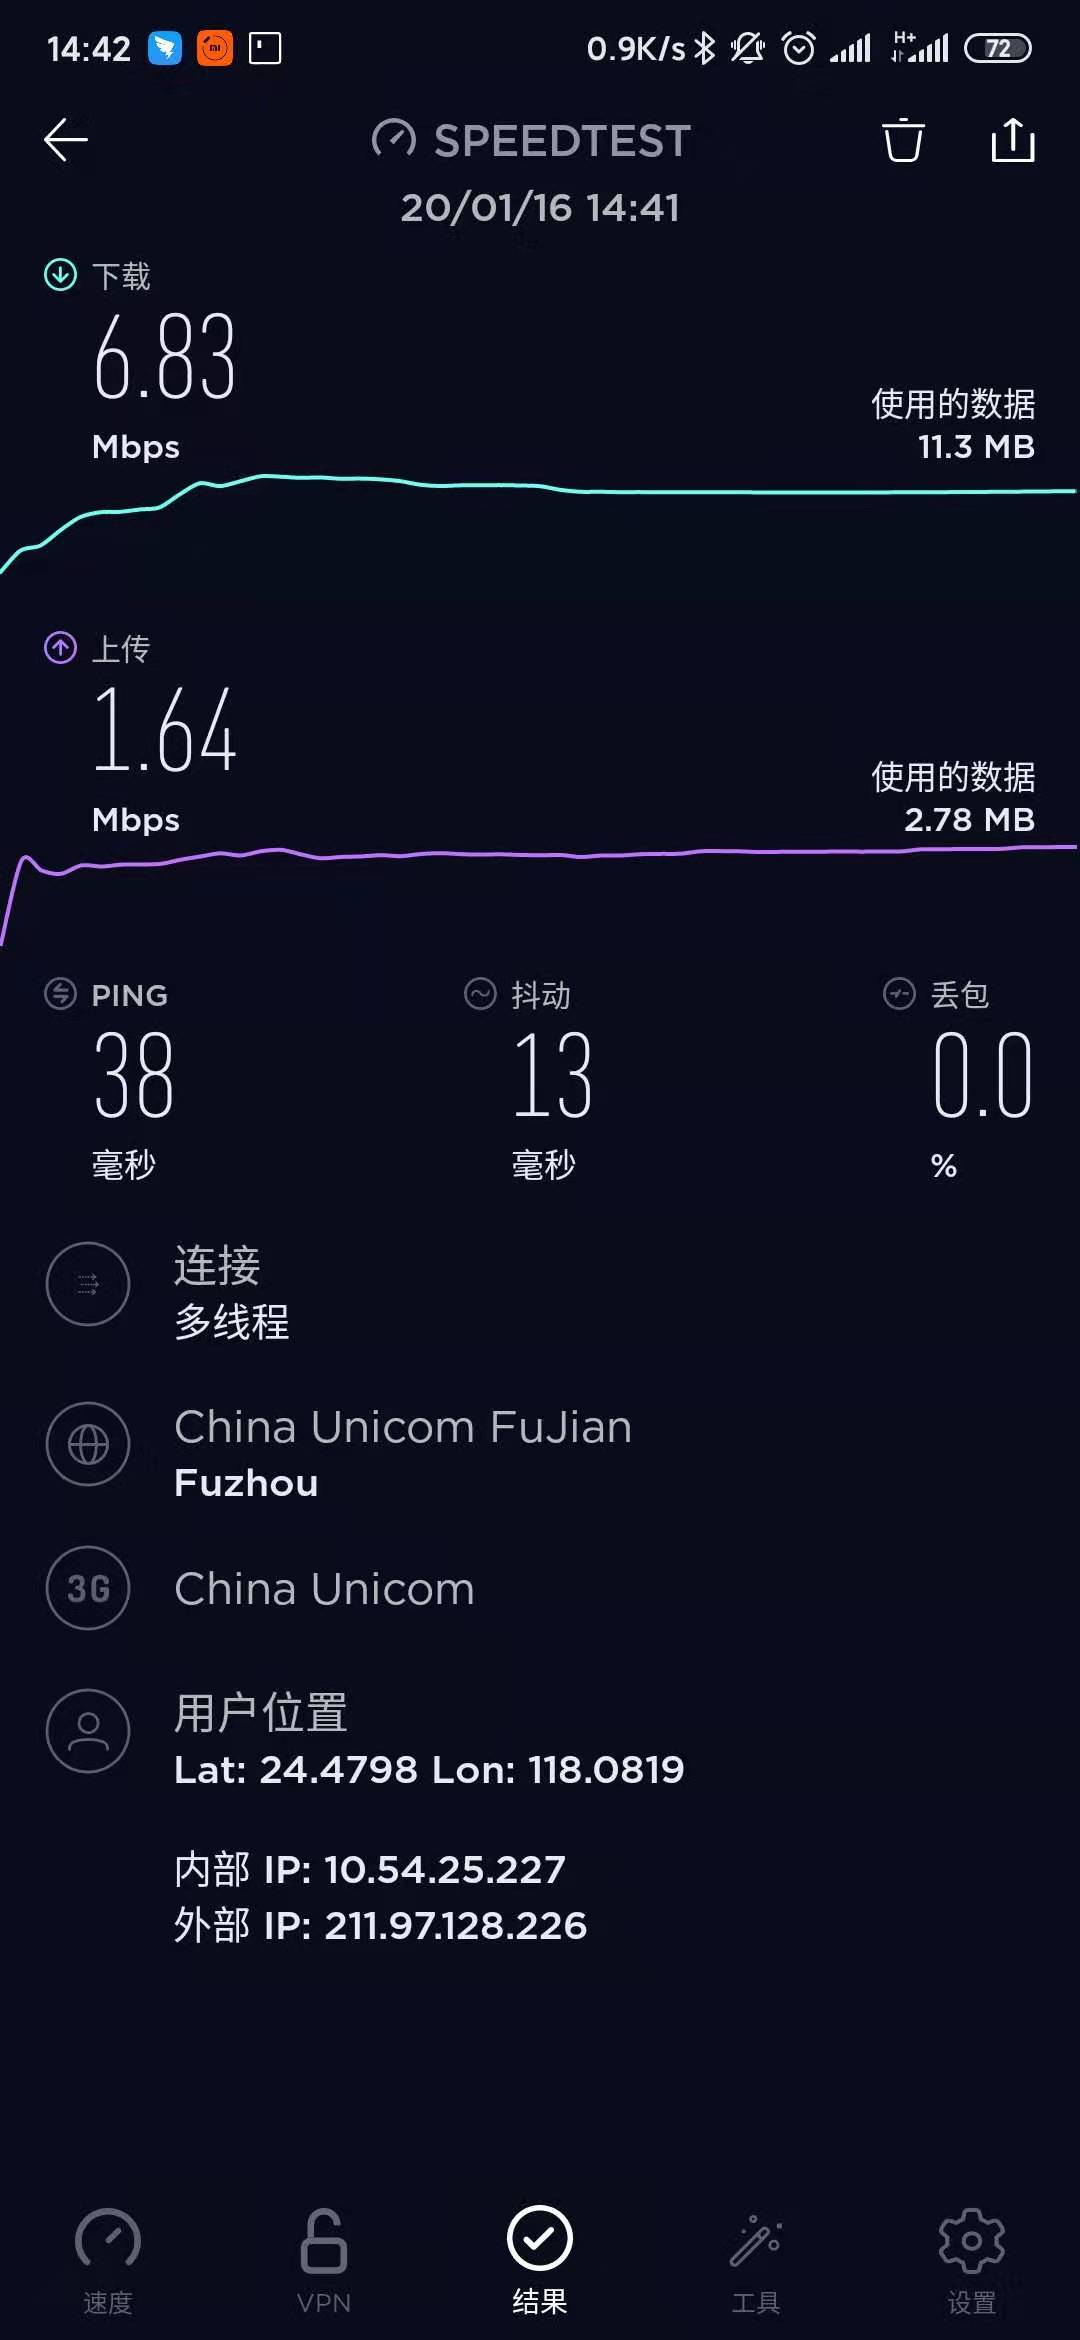 14:42 0.9K/s H+ 72
SPEEDTEST
20/01/16 14:41
下载
6.83
Mbps
使用的数据
11.3 MB
上传
1.64
Mbps
使用的数据
2.78 MB
PING 抖动 丢包
38 13 0.0
毫秒 毫秒 %
连接
多线程
China Unicom FuJian
Fuzhou
3G China Unicom
用户位置
Lat: 24.4798 Lon: 118.0819
内部 IP: 10.54.25.227
外部 IP: 211.97.128.226
速度 VPN 结果 工具 设置